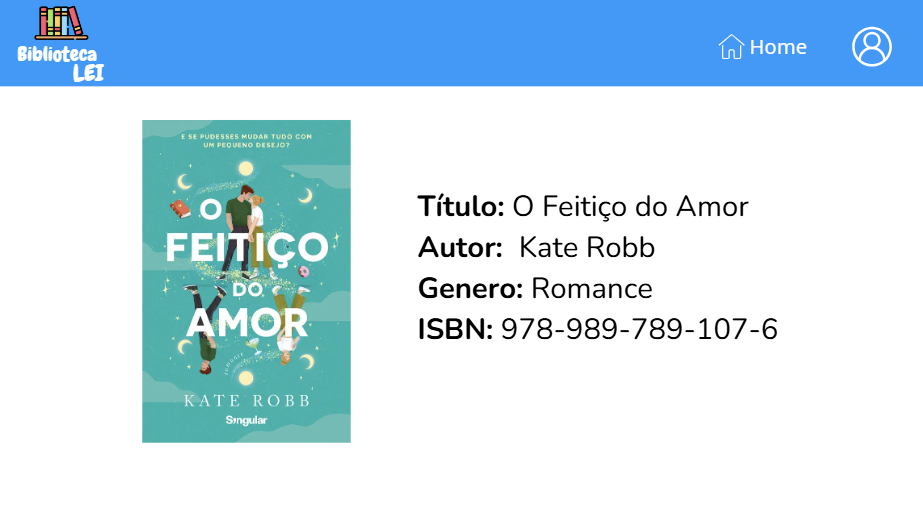 Biblioteca
LEI
Home
E SE PUDESSES MUDAR TUDO COM
UM PEQUENO DESEJO?
O
FEITIÇO
DO
AMOR
KATE ROBB
Singular
Título: O Feitiço do Amor
Autor: Kate Robb
Genero: Romance
ISBN: 978-989-789-107-6